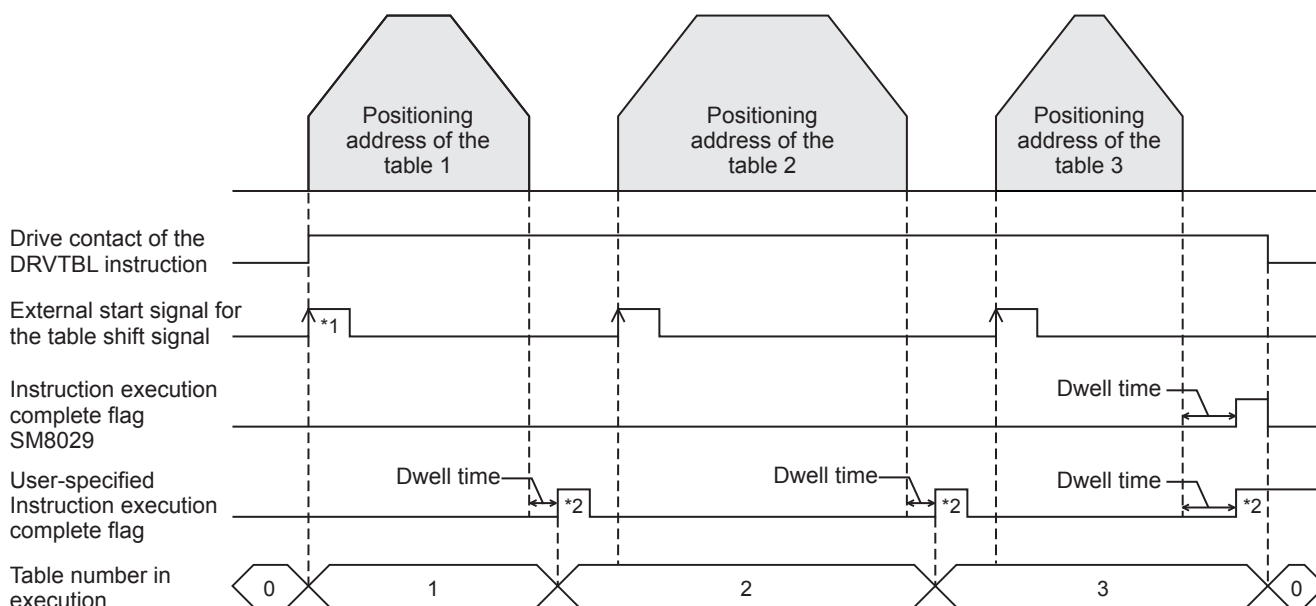 Positioning
address of the
table 1
Positioning
address of the
table 2
Positioning
address of the
table 3
Drive contact of the
DRVTBL instruction
External start signal for
the table shift signal
*1
Instruction execution
complete flag
SM8029
Dwell time
User-specified
Instruction execution
complete flag
Dwell time
*2
Dwell time
*2
Dwell time
*2
Table number in
execution
0
1
2
3
0